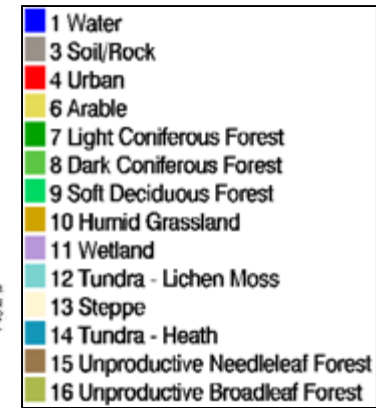 1 Water
3 Soil/Rock
4 Urban
6 Arable
7 Light Coniferous Forest
8 Dark Coniferous Forest
9 Soft Deciduous Forest
10 Humid Grassland
11 Wetland
12 Tundra - Lichen Moss
13 Steppe
14 Tundra - Heath
15 Unproductive Needleleaf Forest
16 Unproductive Broadleaf Forest